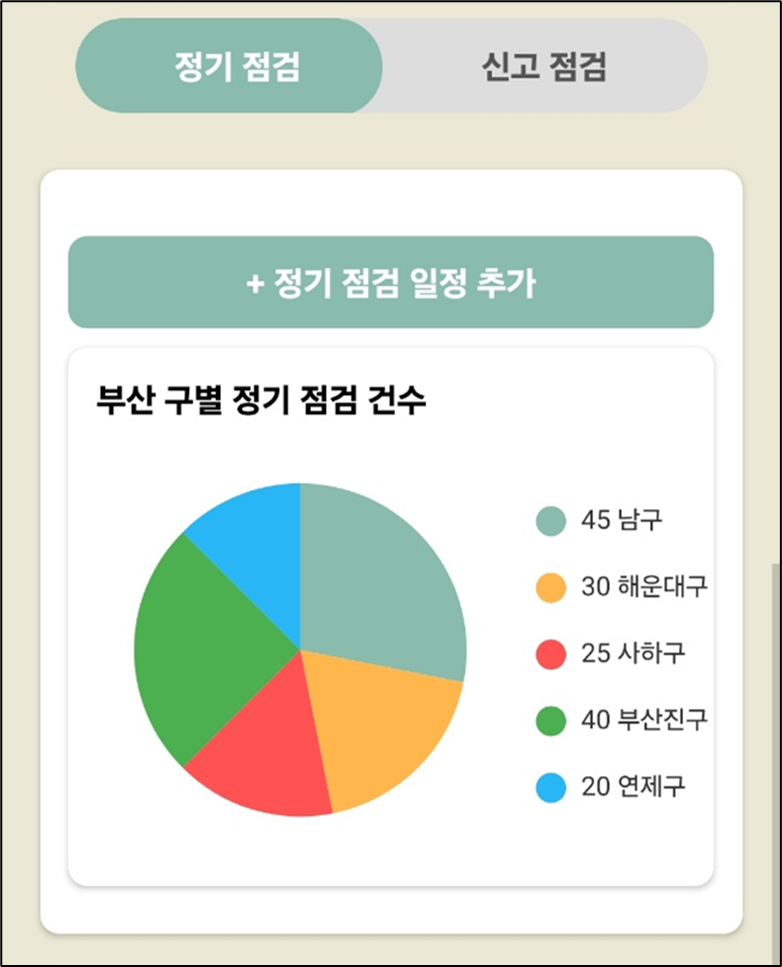 정기 점검
신고 점검
+ 정기 점검 일정 추가
부산 구별 정기 점검 건수
45 남구
30 해운대구
25 사하구
40 부산진구
20 연제구